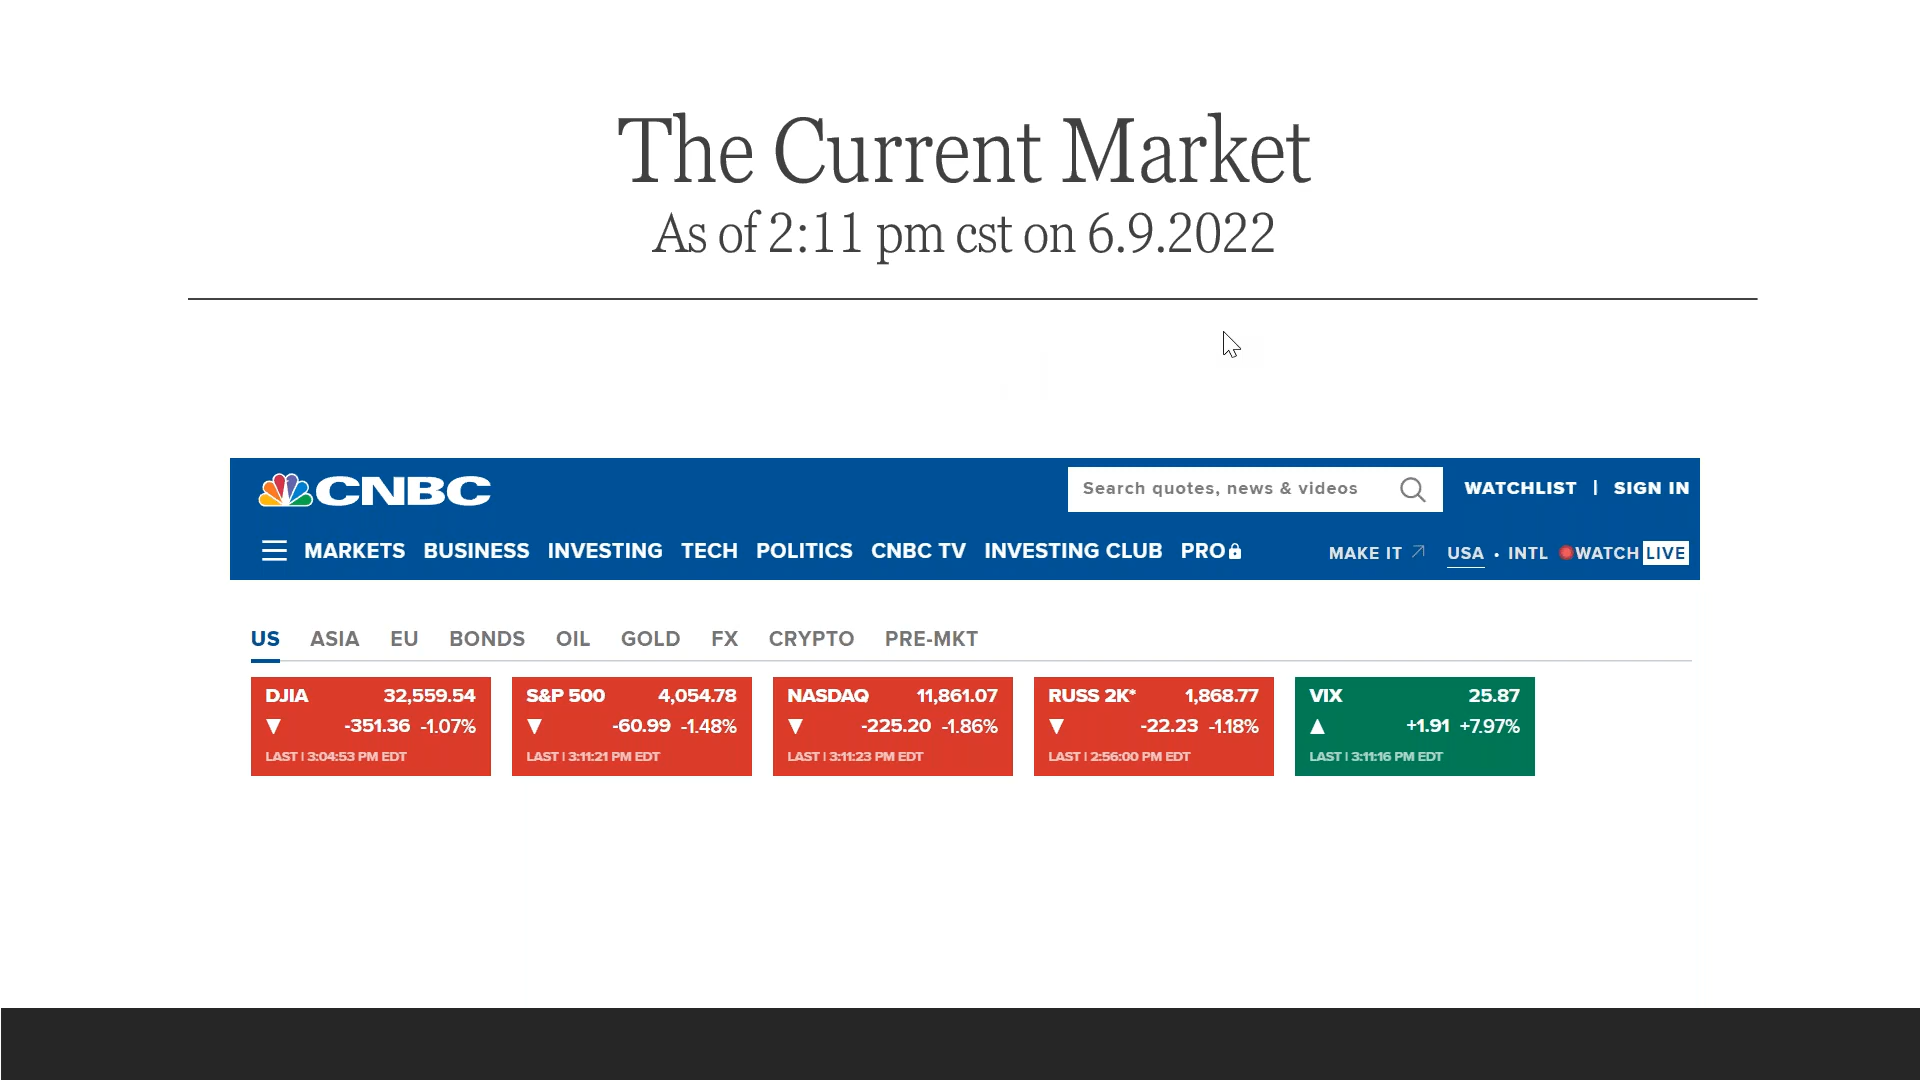 The Current Market
As of 2:11 pm cst on 6.9.2022
CNBC
Search quotes, news & videos
WATCHLIST | SIGN IN
MARKETS BUSINESS INVESTING TECH POLITICS CNBC TV INVESTING CLUB PRO MAKE IT USA • INTL WATCH LIVE
US ASIA EU BONDS OIL GOLD FX CRYPTO PRE-MKT
DJIA 32,559.54
▼ -351.36 -1.07%
LAST | 3:04:53 PM EDT
S&P 500 4,054.78
▼ -60.99 -1.48%
LAST | 3:11:21 PM EDT
NASDAQ 11,861.07
▼ -225.20 -1.86%
LAST | 3:11:23 PM EDT
RUSS 2K* 1,868.77
▼ -22.23 -1.18%
LAST | 2:56:00 PM EDT
VIX 25.87
▲ +1.91 +7.97%
LAST | 3:11:16 PM EDT